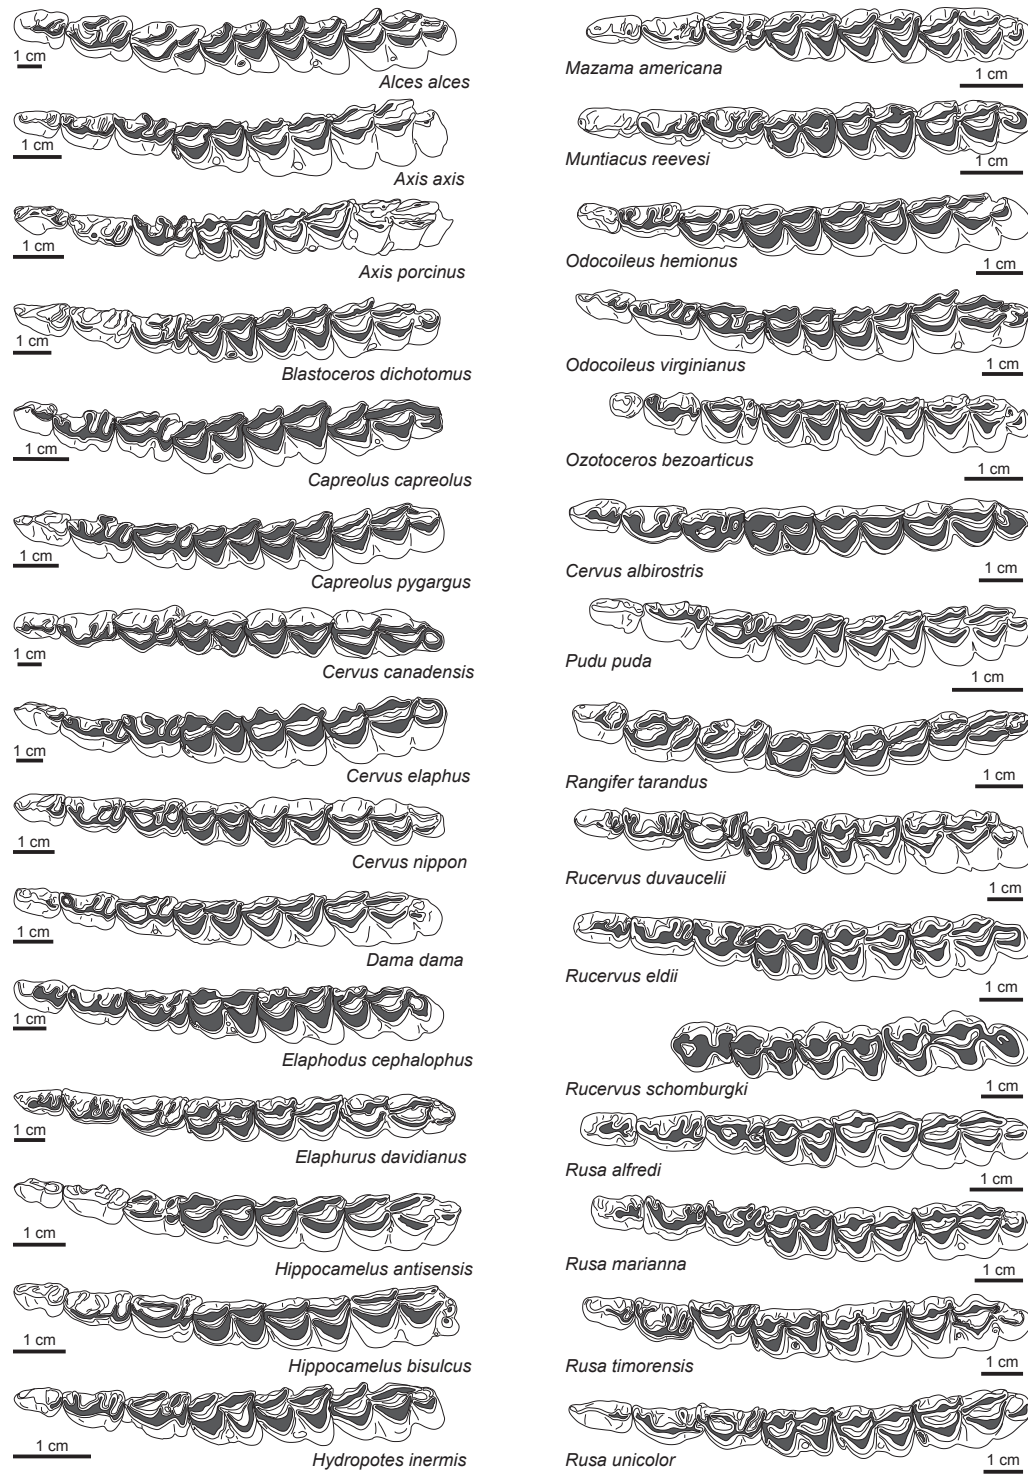 1 cm
Alces alces
1 cm
Axis axis
1 cm
Axis porcinus
1 cm
Blastoceros dichotomus
1 cm
Capreolus capreolus
1 cm
Capreolus pygargus
1 cm
Cervus canadensis
1 cm
Cervus elaphus
1 cm
Cervus nippon
1 cm
Dama dama
1 cm
Elaphodus cephalophus
1 cm
Elaphurus davidianus
1 cm
Hippocamelus antisensis
1 cm
Hippocamelus bisulcus
1 cm
Hydropotes inermis
Mazama americana
1 cm
Muntiacus reevesi
1 cm
Odocoileus hemionus
1 cm
Odocoileus virginianus
1 cm
Ozotoceros bezoarticus
1 cm
Cervus albirostris
1 cm
Pudu puda
1 cm
Rangifer tarandus
1 cm
Rucervus duvaucelii
1 cm
Rucervus eldii
1 cm
Rucervus schomburgki
1 cm
Rusa alfredi
1 cm
Rusa marianna
1 cm
Rusa timorensis
1 cm
Rusa unicolor
1 cm